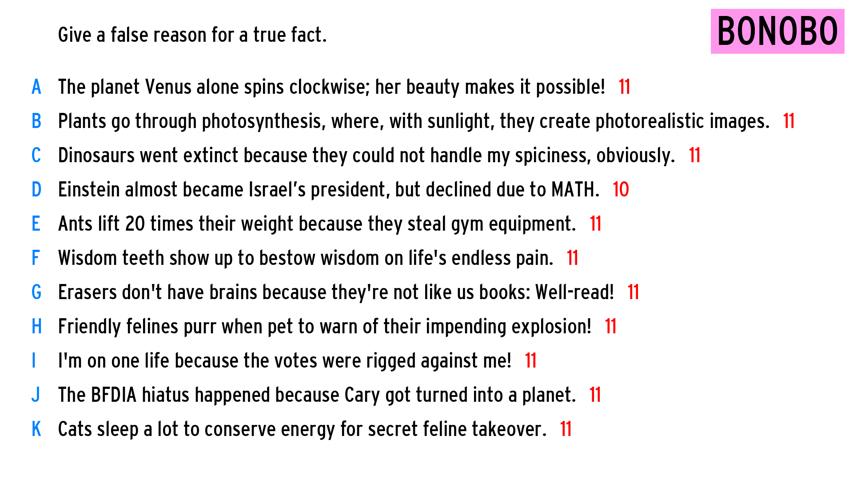 Give a false reason for a true fact.
BONOBO
A The planet Venus alone spins clockwise; her beauty makes it possible! 11
B Plants go through photosynthesis, where, with sunlight, they create photorealistic images. 11
C Dinosaurs went extinct because they could not handle my spiciness, obviously. 11
D Einstein almost became Israel's president, but declined due to MATH. 10
E Ants lift 20 times their weight because they steal gym equipment. 11
F Wisdom teeth show up to bestow wisdom on life's endless pain. 11
G Erasers don't have brains because they're not like us books: Well-read! 11
H Friendly felines purr when pet to warn of their impending explosion! 11
I I'm on one life because the votes were rigged against me! 11
J The BFDIA hiatus happened because Cary got turned into a planet. 11
K Cats sleep a lot to conserve energy for secret feline takeover. 11